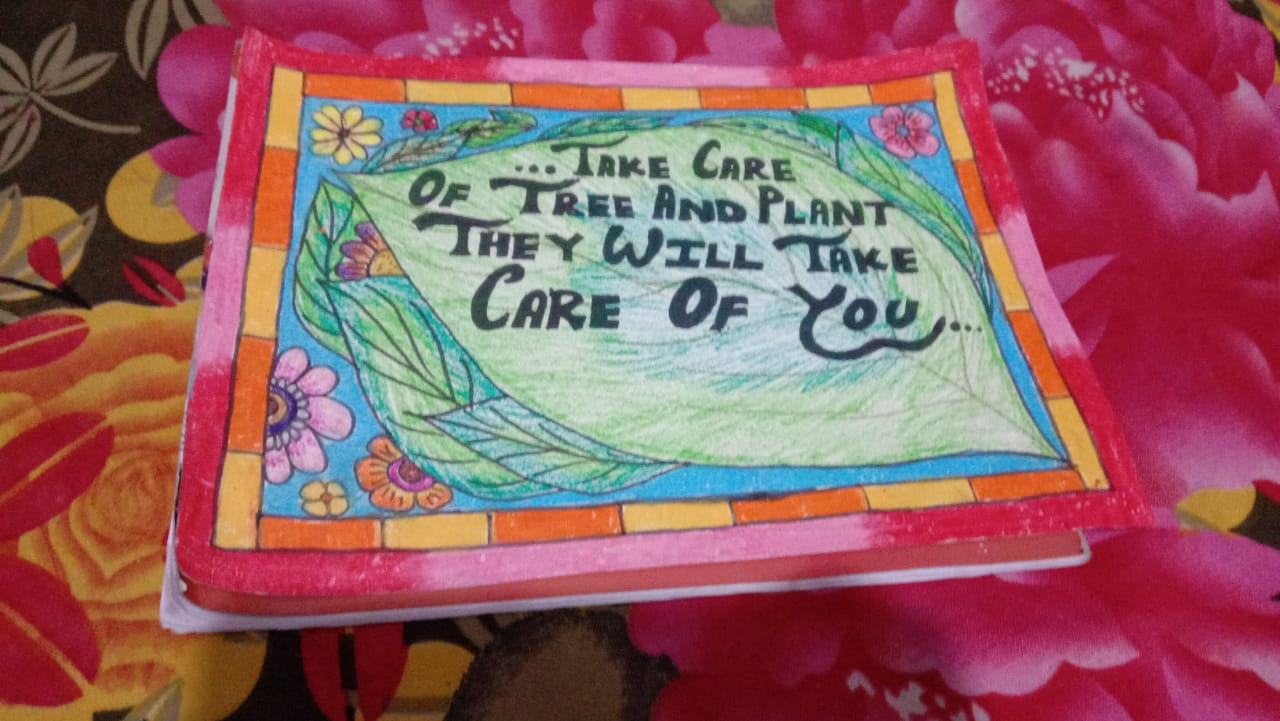 ...Take Care
Of Tree And Plant
They Will Take
Care Of You...